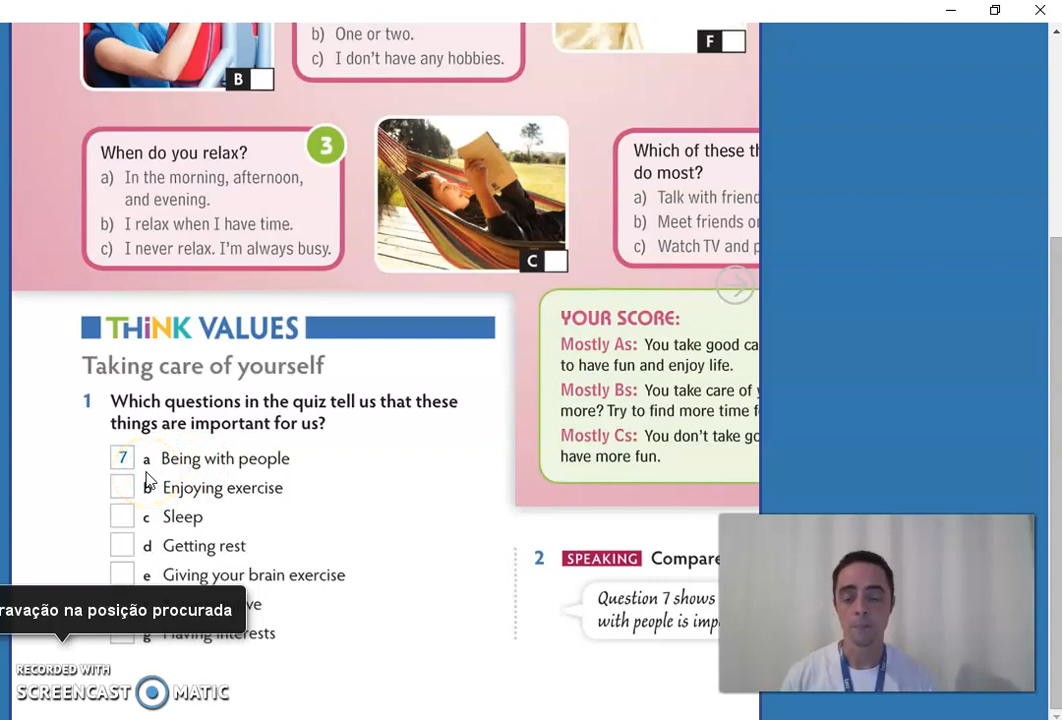 b) One or two.
c) I don't have any hobbies.
B
F
When do you relax?
3
a) In the morning, afternoon,
and evening.
b) I relax when I have time.
c) I never relax. I'm always busy.
C
Which of these th
do most?
a) Talk with friend
b) Meet friends or
c) Watch TV and p
THiNK VALUES
Taking care of yourself
1 Which questions in the quiz tell us that these
things are important for us?
7 a Being with people
b Enjoying exercise
c Sleep
d Getting rest
e Giving your brain exercise
ve
g Having interests
YOUR SCORE:
Mostly As: You take good ca
to have fun and enjoy life.
Mostly Bs: You take care of y
more? Try to find more time f
Mostly Cs: You don't take go
have more fun.
2 SPEAKING Compare
Question 7 shows
with people is imp
ravação na posição procurada
RECORDED WITH
SCREENCAST MATIC